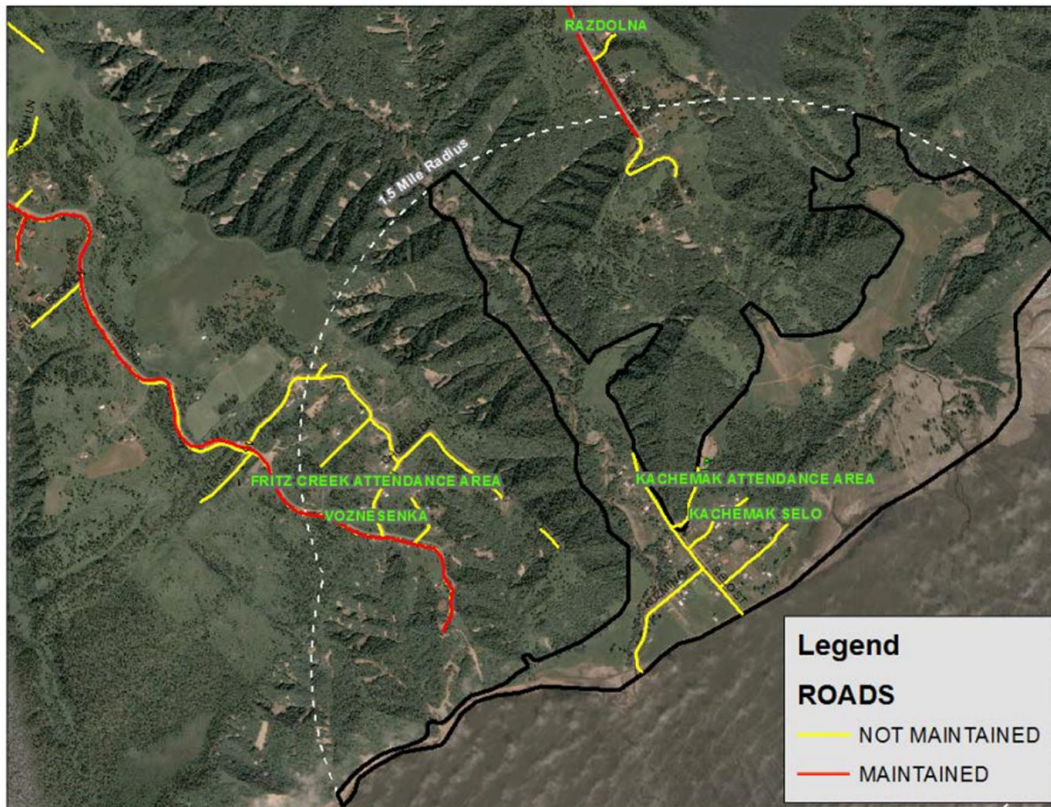 RAZDOLNA
1.5 Mile Radius
FRITZ CREEK ATTENDANCE AREA
KACHEMAK ATTENDANCE AREA
VOZNESENKA
KACHEMAK SELO
Legend
ROADS
NOT MAINTAINED
MAINTAINED